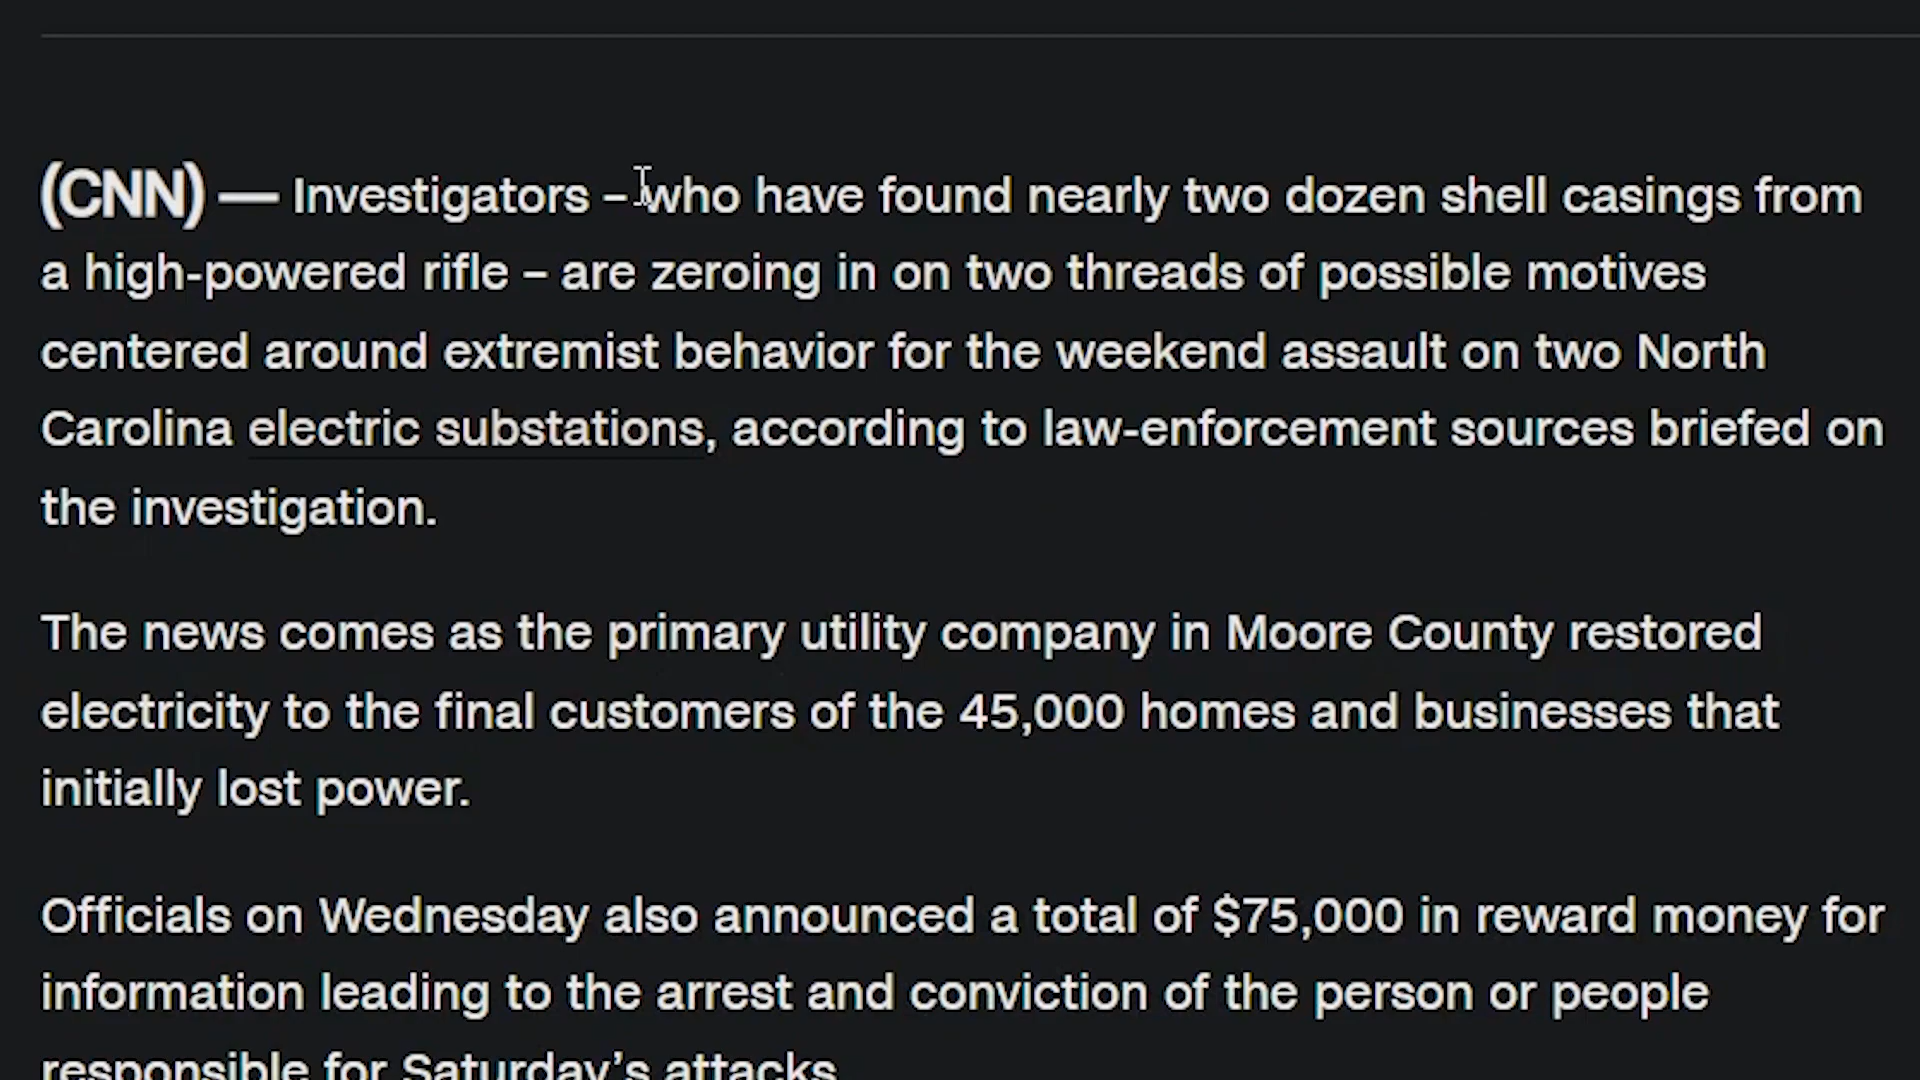 (CNN) — Investigators – who have found nearly two dozen shell casings from
a high-powered rifle – are zeroing in on two threads of possible motives
centered around extremist behavior for the weekend assault on two North
Carolina electric substations, according to law-enforcement sources briefed on
the investigation.
The news comes as the primary utility company in Moore County restored
electricity to the final customers of the 45,000 homes and businesses that
initially lost power.
Officials on Wednesday also announced a total of $75,000 in reward money for
information leading to the arrest and conviction of the person or people
responsible for Saturday’s attacks